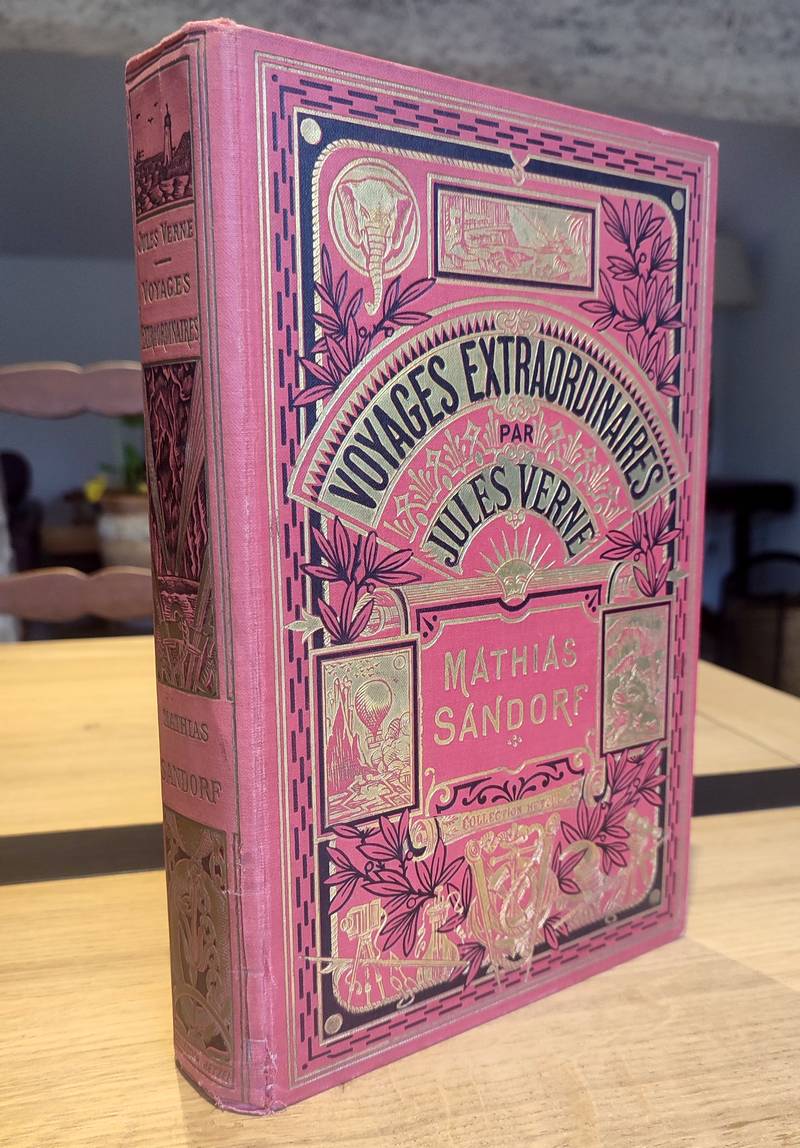 JULES VERNE
VOYAGES
EXTRAORDINAIRES
MATHIAS
SANDORF
VOYAGES EXTRAORDINAIRES
PAR
JULES VERNE
MATHIAS
SANDORF
COLLECTION HETZEL